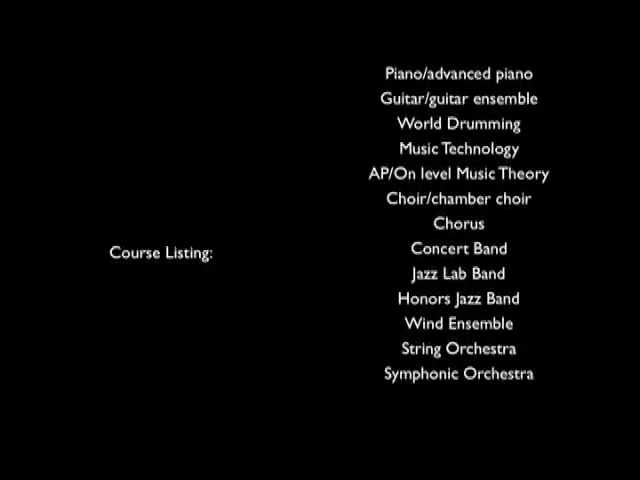 Course Listing:
Piano/advanced piano
Guitar/guitar ensemble
World Drumming
Music Technology
AP/On level Music Theory
Choir/chamber choir
Chorus
Concert Band
Jazz Lab Band
Honors Jazz Band
Wind Ensemble
String Orchestra
Symphonic Orchestra